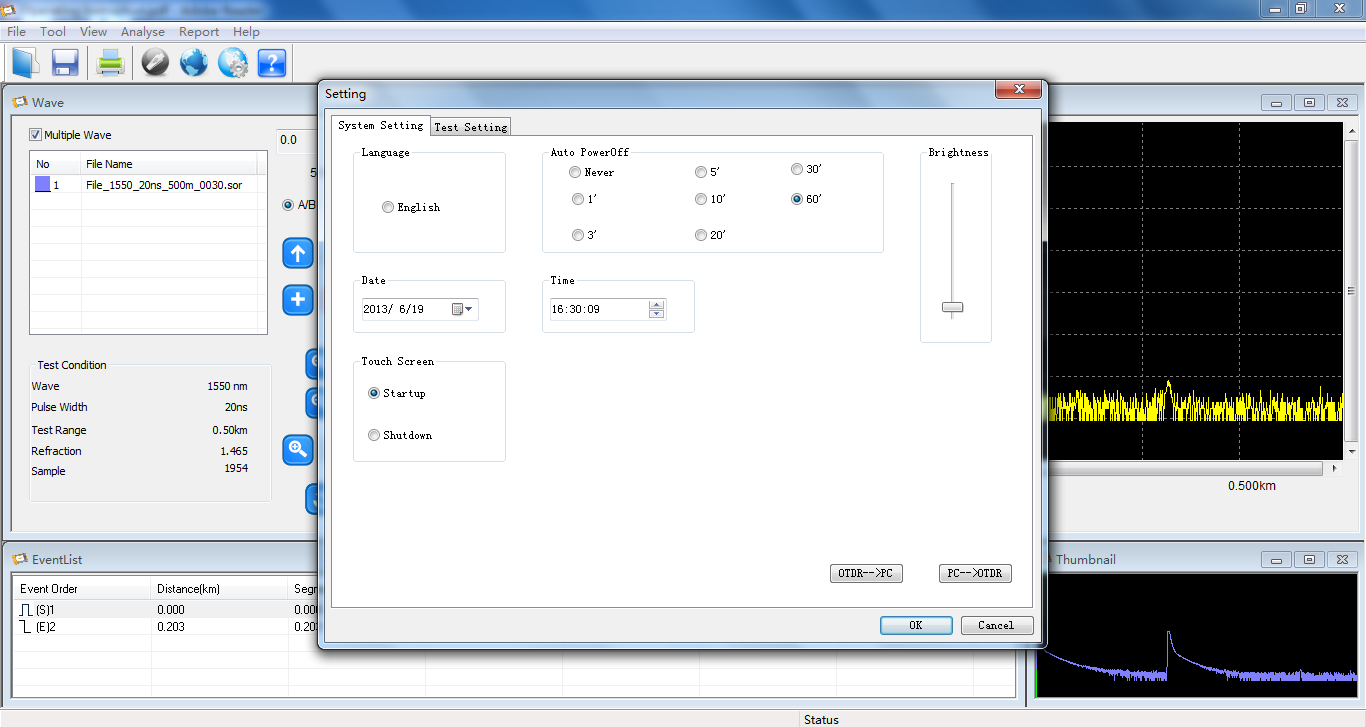 File Tool View Analyse Report Help
Wave
Multiple Wave
No File Name
1 File_1550_20ns_500m_0030.sor
0.0
A/B
Test Condition
Wave 1550 nm
Pulse Width 20ns
Test Range 0.50km
Refraction 1.465
Sample 1954
Setting
System Setting Test Setting
Language
English
Auto PowerOff
Never 5' 30'
1' 10' 60'
3' 20'
Brightness
Date
2013/ 6/19
Time
16:30:09
Touch Screen
Startup
Shutdown
OTDR-->PC PC-->OTDR
OK Cancel
0.500km
EventList
Event Order Distance(km)
(S)1 0.000 0.000
(E)2 0.203
Thumbnail
Status